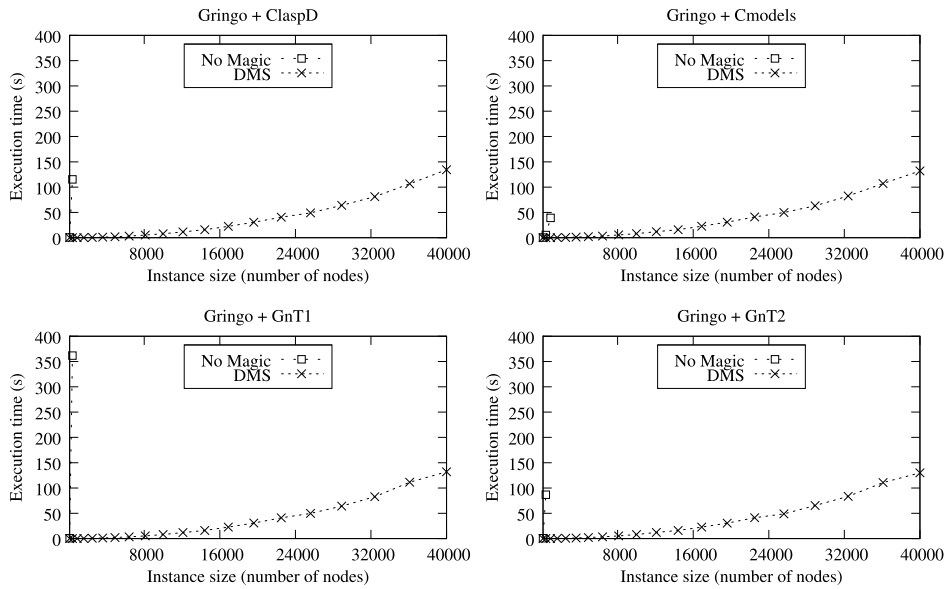 Gringo + ClaspD
Execution time (s)
400
350
300
250
200
150
100
50
0
No Magic
DMS
8000 16000 24000 32000 40000
Instance size (number of nodes)
Gringo + Cmodels
Execution time (s)
400
350
300
250
200
150
100
50
0
No Magic
DMS
8000 16000 24000 32000 40000
Instance size (number of nodes)
Gringo + GnT1
Execution time (s)
400
350
300
250
200
150
100
50
0
No Magic
DMS
8000 16000 24000 32000 40000
Instance size (number of nodes)
Gringo + GnT2
Execution time (s)
400
350
300
250
200
150
100
50
0
No Magic
DMS
8000 16000 24000 32000 40000
Instance size (number of nodes)